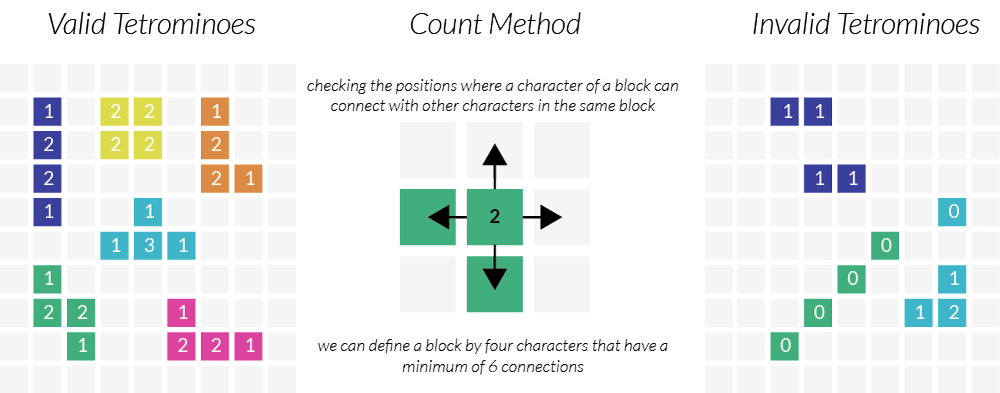 Valid Tetrominoes
1 2 2 1
2 2 2 2
2 2 1
1 1
1 3 1
1
2 2 1
1 2 2 1
Count Method
checking the positions where a character of a block can
connect with other characters in the same block
2
we can define a block by four characters that have a
minimum of 6 connections
Invalid Tetrominoes
1 1
1 1
0
0
0 1
0 1 2
0